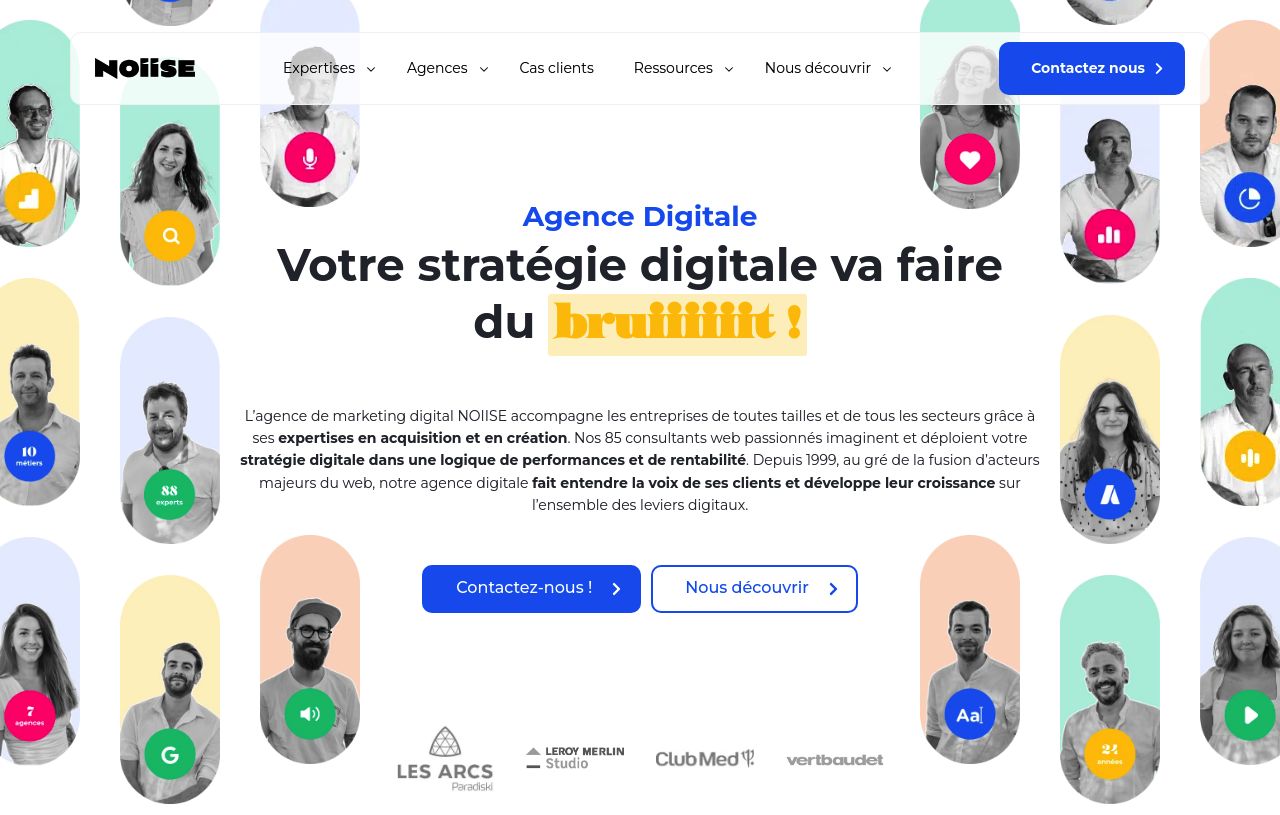 NOIISE
Expertises
Agences
Cas clients
Ressources
Nous découvrir
Contactez nous
Agence Digitale
Votre stratégie digitale va faire
du bruiiiiiit !
L’agence de marketing digital NOIISE accompagne les entreprises de toutes tailles et de tous les secteurs grâce à
ses expertises en acquisition et en création. Nos 85 consultants web passionnés imaginent et déploient votre
stratégie digitale dans une logique de performances et de rentabilité. Depuis 1999, au gré de la fusion d’acteurs
majeurs du web, notre agence digitale fait entendre la voix de ses clients et développe leur croissance sur
l’ensemble des leviers digitaux.
10
métiers
88
experts
Contactez-nous !
Nous découvrir
7
agences
G
Aa
24
années
LES ARCS
Paradiski
LEROY MERLIN
Studio
Club Med
vertbaudet